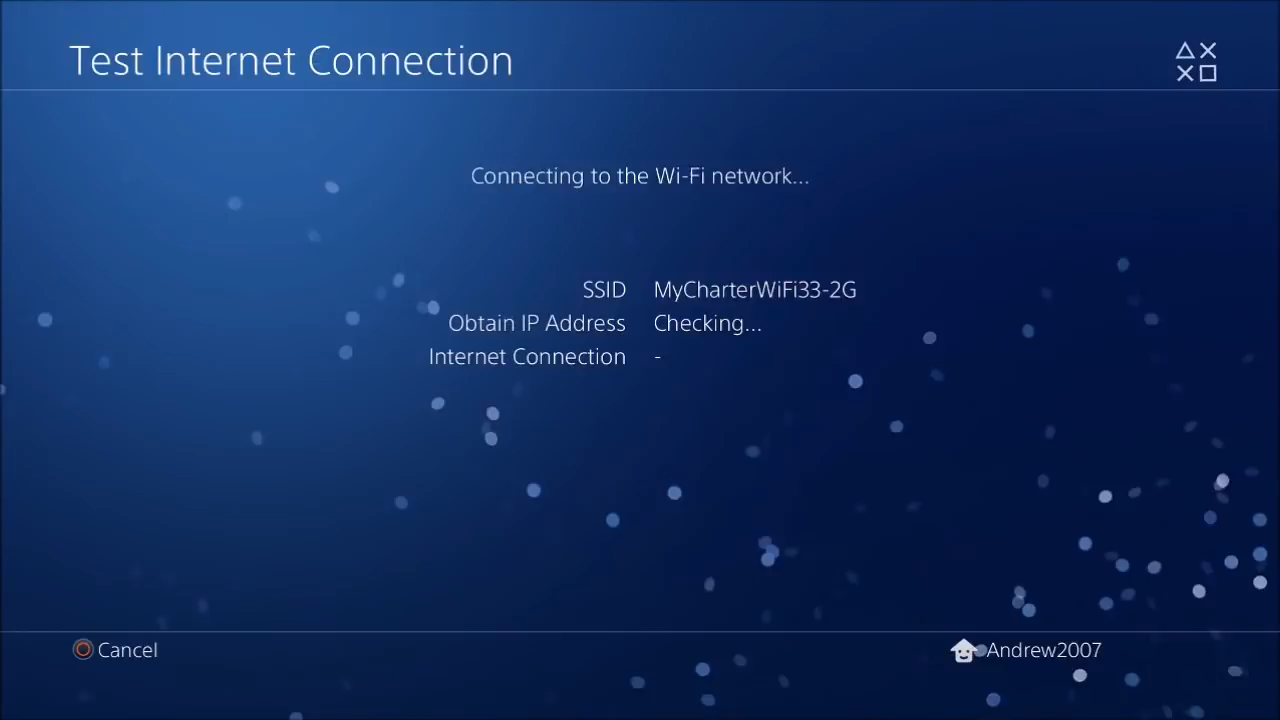 Test Internet Connection
Connecting to the Wi-Fi network...
SSID MyCharterWiFi33-2G
Obtain IP Address Checking...
Internet Connection -
Cancel
Andrew2007